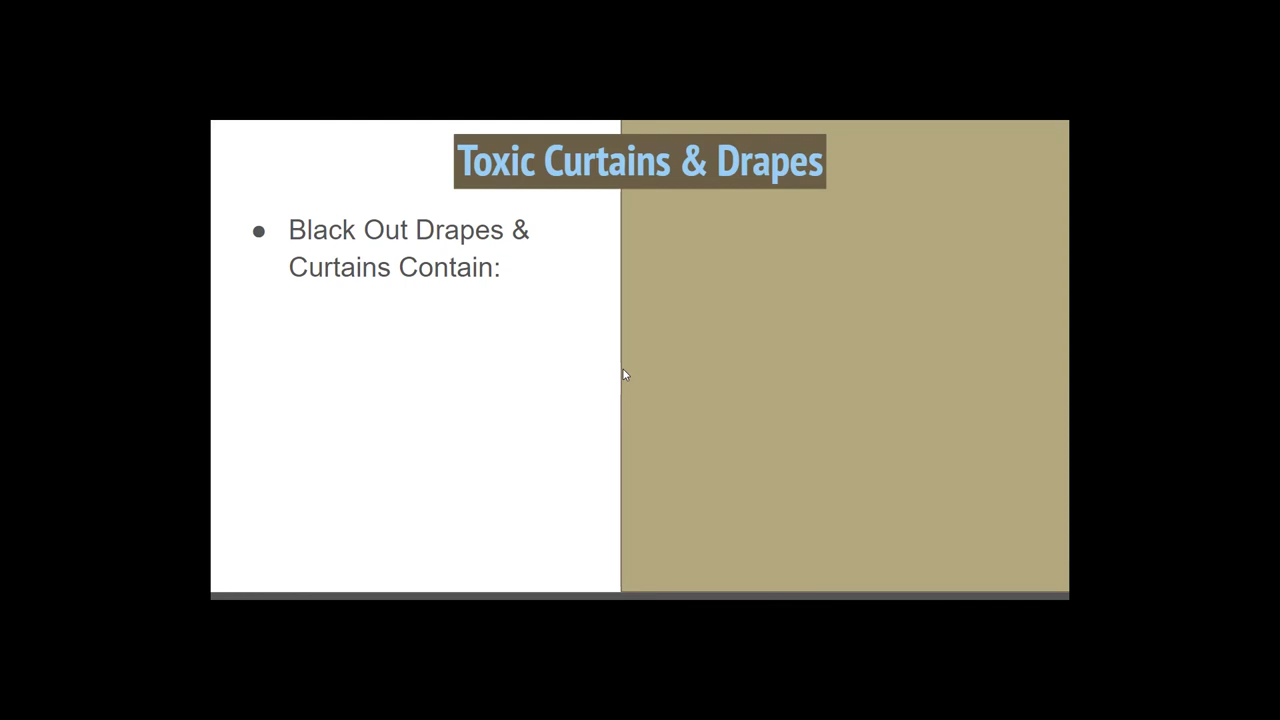 Toxic Curtains & Drapes
● Black Out Drapes &
Curtains Contain: